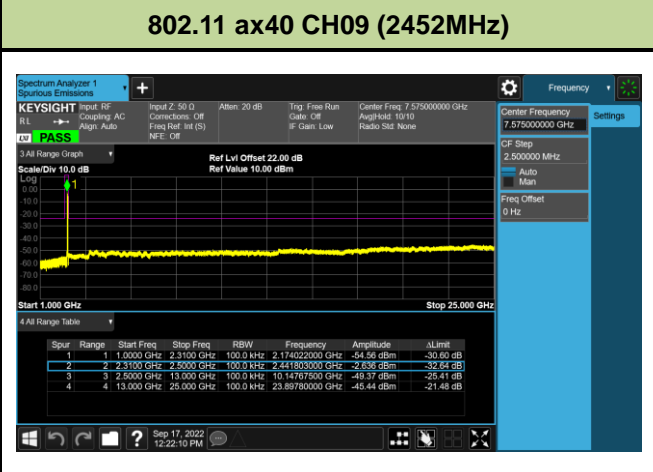 802.11 ax40 CH09 (2452MHz)
Spectrum Analyzer 1
Spurious Emissions
Frequency
KEYSIGHT
RL
PASS
Input: RF
Coupling: AC
Align: Auto
Input Z: 50 Ω
Corrections: Off
Freq Ref: Int (S)
NFE: Off
Atten: 20 dB
Trig: Free Run
Gate: Off
IF Gain: Low
Center Freq: 7.575000000 GHz
Avg|Hold: 10/10
Radio Std: None
Center Frequency
7.575000000 GHz
Settings
CF Step
2.500000 MHz
Auto
Man
Freq Offset
0 Hz
3 All Range Graph
Scale/Div 10.0 dB
Ref Lvl Offset 22.00 dB
Ref Value 10.00 dBm
Log
1
0.00
-10.0
-20.0
-30.0
-40.0
-50.0
-60.0
-70.0
-80.0
Start 1.000 GHz
Stop 25.000 GHz
4 All Range Table
Spur Range Start Freq Stop Freq RBW Frequency Amplitude ΔLimit
1 1 1.0000 GHz 2.3100 GHz 100.0 kHz 2.174022000 GHz -54.56 dBm -30.60 dB
2 2 2.3100 GHz 2.5000 GHz 100.0 kHz 2.441803000 GHz -2.636 dBm -32.64 dB
3 3 2.5000 GHz 13.000 GHz 100.0 kHz 10.14767500 GHz -49.37 dBm -25.41 dB
4 4 13.000 GHz 25.000 GHz 100.0 kHz 23.89780000 GHz -45.44 dBm -21.48 dB
?
Sep 17, 2022
12:22:10 PM